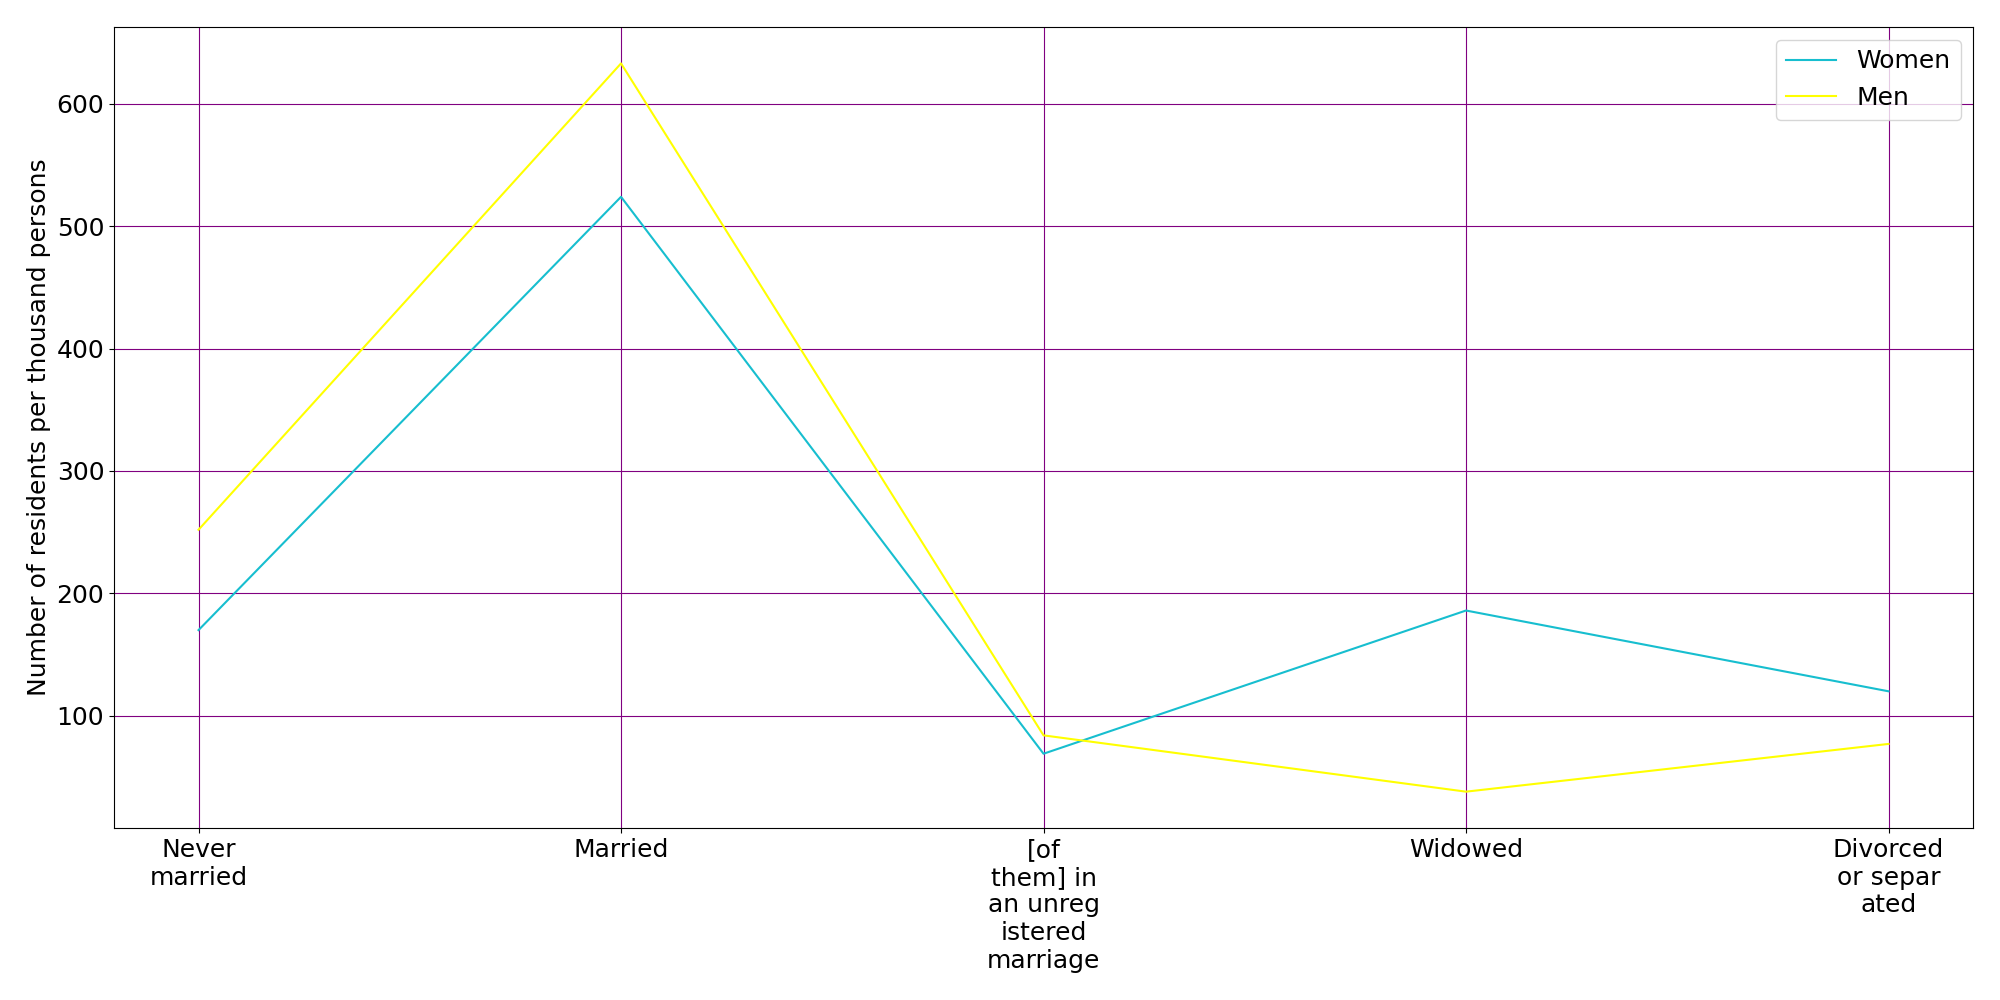 Number of residents per thousand persons
600
500
400
300
200
100
Women
Men
Never
married
Married
[of
them] in
an unreg
istered
marriage
Widowed
Divorced
or separ
ated